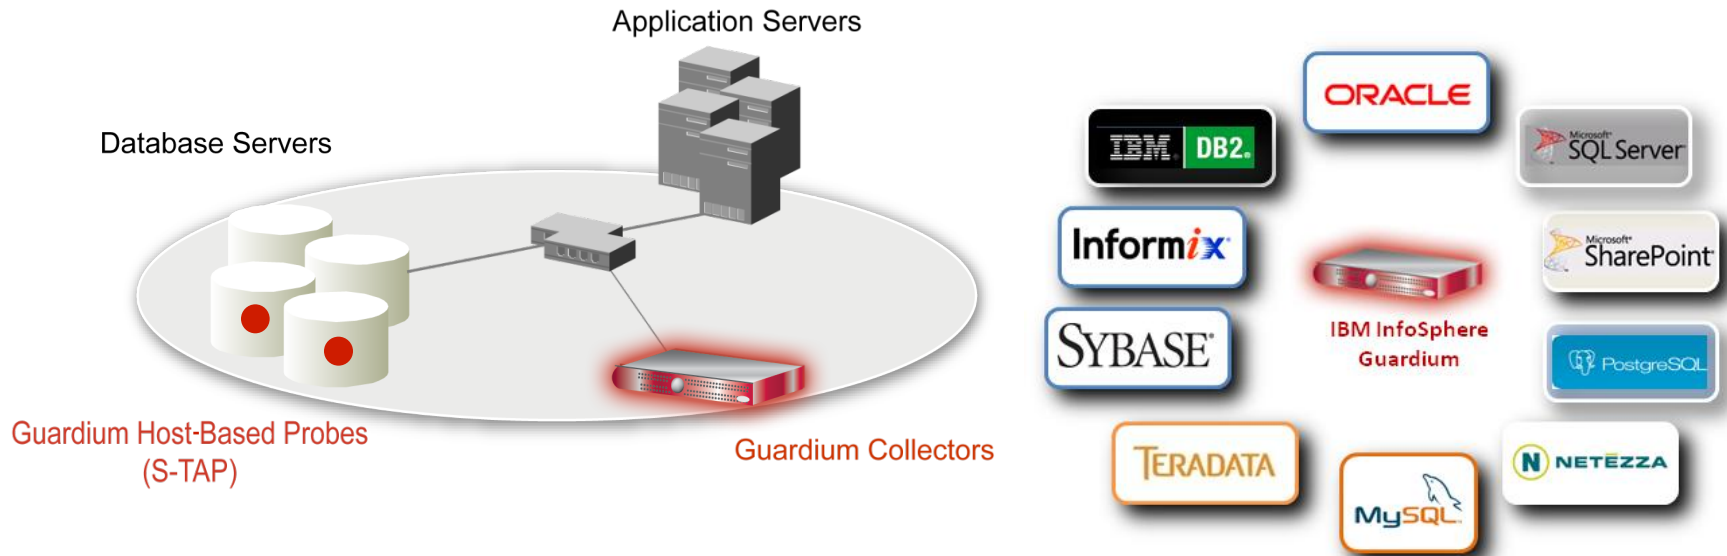 Application Servers
Database Servers
Guardium Host-Based Probes
(S-TAP)
Guardium Collectors
ORACLE
IBM DB2
Microsoft
SQL Server
Informix
Microsoft
SharePoint
IBM InfoSphere
Guardium
SYBASE
PostgreSQL
TERADATA
N NETEZZA
MySQL